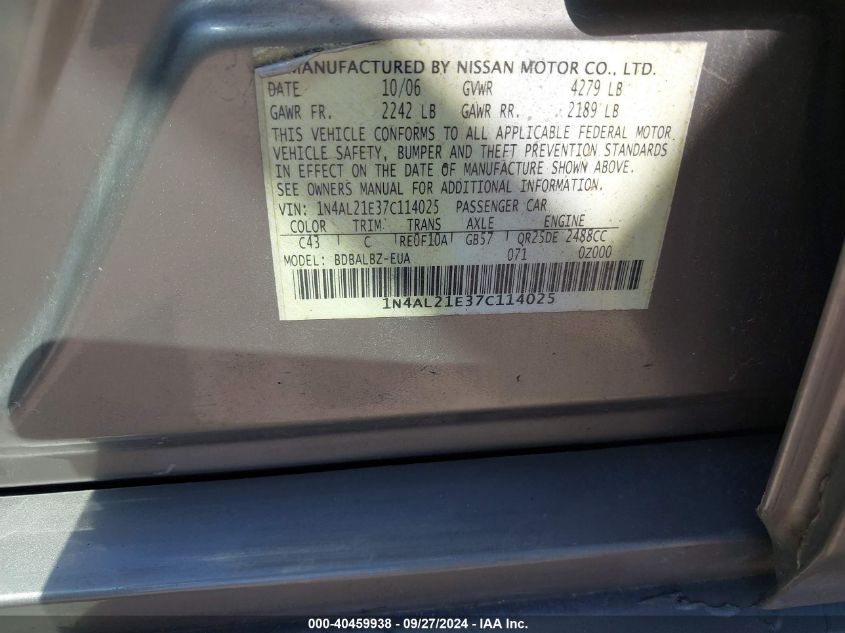 MANUFACTURED BY NISSAN MOTOR CO., LTD.
DATE 10/06 GVWR 4279 LB
GAWR FR. 2242 LB GAWR RR. 2189 LB
THIS VEHICLE CONFORMS TO ALL APPLICABLE FEDERAL MOTOR
VEHICLE SAFETY, BUMPER AND THEFT PREVENTION STANDARDS
IN EFFECT ON THE DATE OF MANUFACTURE SHOWN ABOVE.
SEE OWNERS MANUAL FOR ADDITIONAL INFORMATION.
VIN: 1N4AL21E37C114025 PASSENGER CAR
COLOR TRIM TRANS AXLE ENGINE
C43 C RE0F10A GB57 QR25DE 2488CC
MODEL: BDBALBZ-EUA 071 0Z000
1N4AL21E37C114025
000-40459938 - 09/27/2024 - IAAI.com